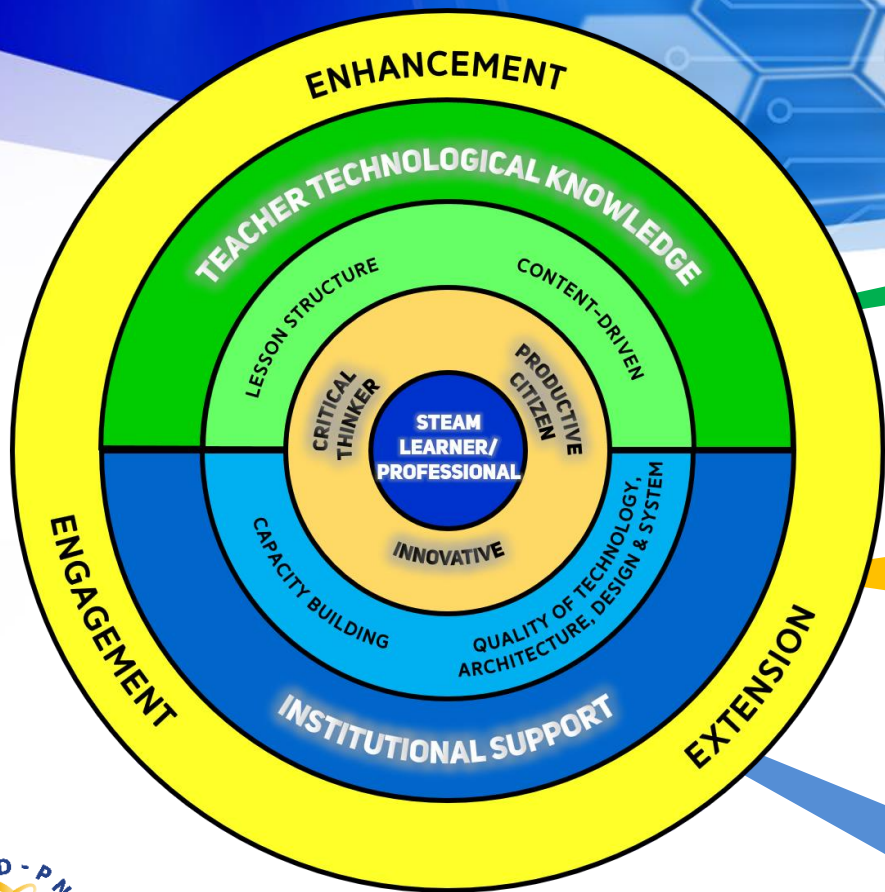 ENHANCEMENT
TEACHER TECHNOLOGICAL KNOWLEDGE
LESSON STRUCTURE
CONTENT-DRIVEN
CRITICAL
THINKER
PRODUCTIVE
CITIZEN
STEAM
LEARNER/
PROFESSIONAL
INNOVATIVE
CAPACITY BUILDING
QUALITY OF TECHNOLOGY,
ARCHITECTURE, DESIGN & SYSTEM
INSTITUTIONAL SUPPORT
ENGAGEMENT
EXTENSION